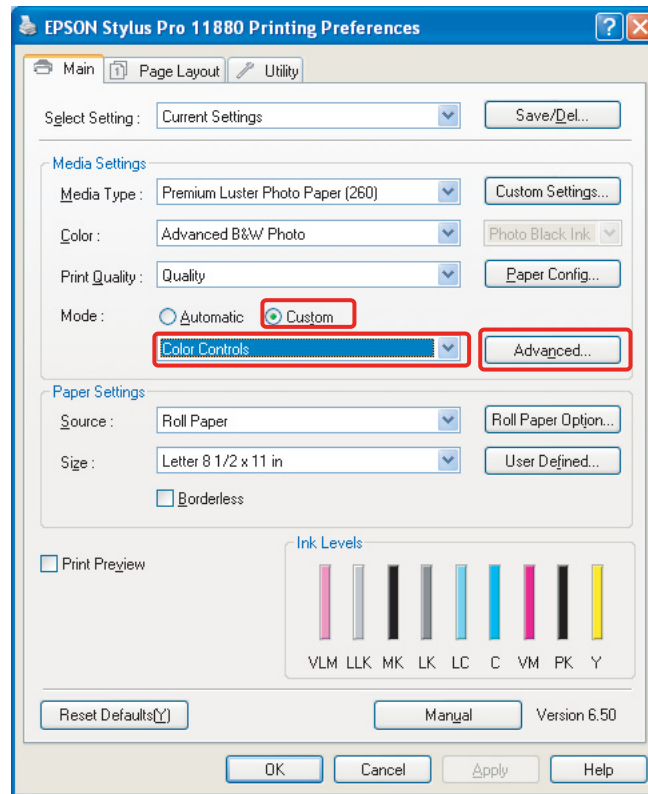 EPSON Stylus Pro 11880 Printing Preferences
Main Page Layout Utility
Select Setting : Current Settings Save/Del...
Media Settings
Media Type : Premium Luster Photo Paper (260) Custom Settings...
Color : Advanced B&W Photo Photo Black Ink
Print Quality : Quality Paper Config...
Mode : Automatic Custom
Color Controls Advanced...
Paper Settings
Source : Roll Paper Roll Paper Option...
Size : Letter 8 1/2 x 11 in User Defined...
Borderless
Print Preview
Ink Levels
VLM LLK MK LK LC C VM PK Y
Reset Defaults(Y) Manual Version 6.50
OK Cancel Apply Help